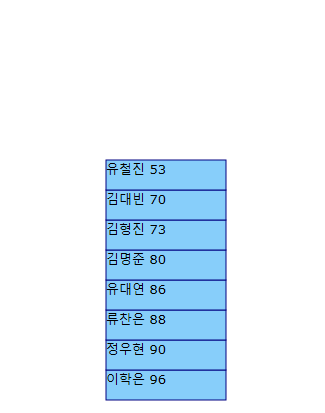 유철진 53
김대빈 70
김형진 73
김명준 80
유대연 86
류찬은 88
정우현 90
이학은 96